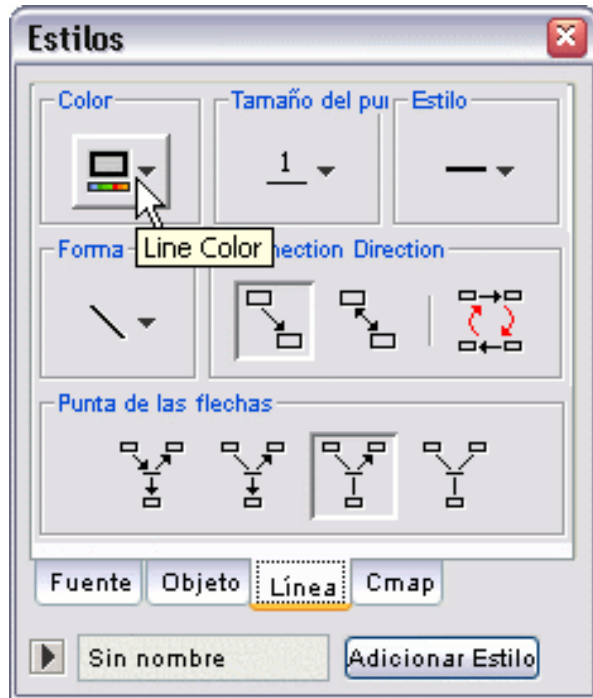 Estilos
Color Tamaño del pu Estilo
1
Forma Line Color nection Direction
Punta de las flechas
Fuente Objeto Línea Cmap
Sin nombre Adicionar Estilo